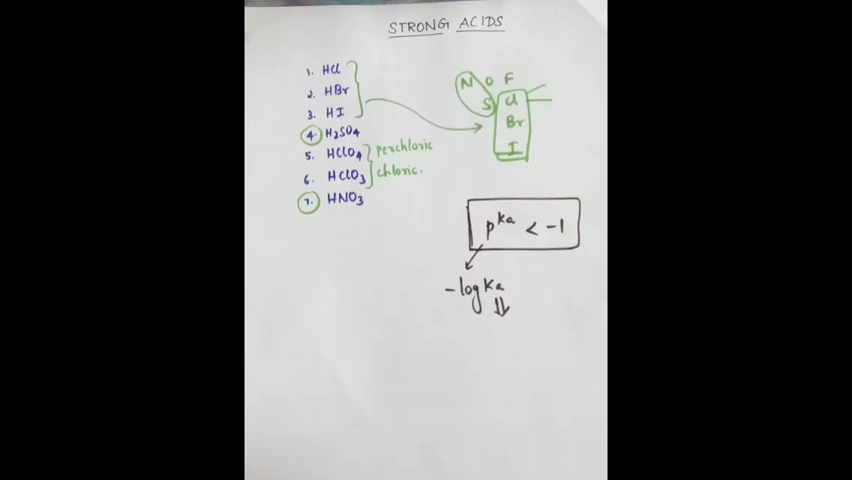 STRONG ACIDS
1. HCl
2. HBr
3. HI
4. H₂SO₄
5. HClO₄ perchloric
6. HClO₃ chloric.
7. HNO₃
N O F
S Cl
Br
I
p^ka < -1
-log Ka